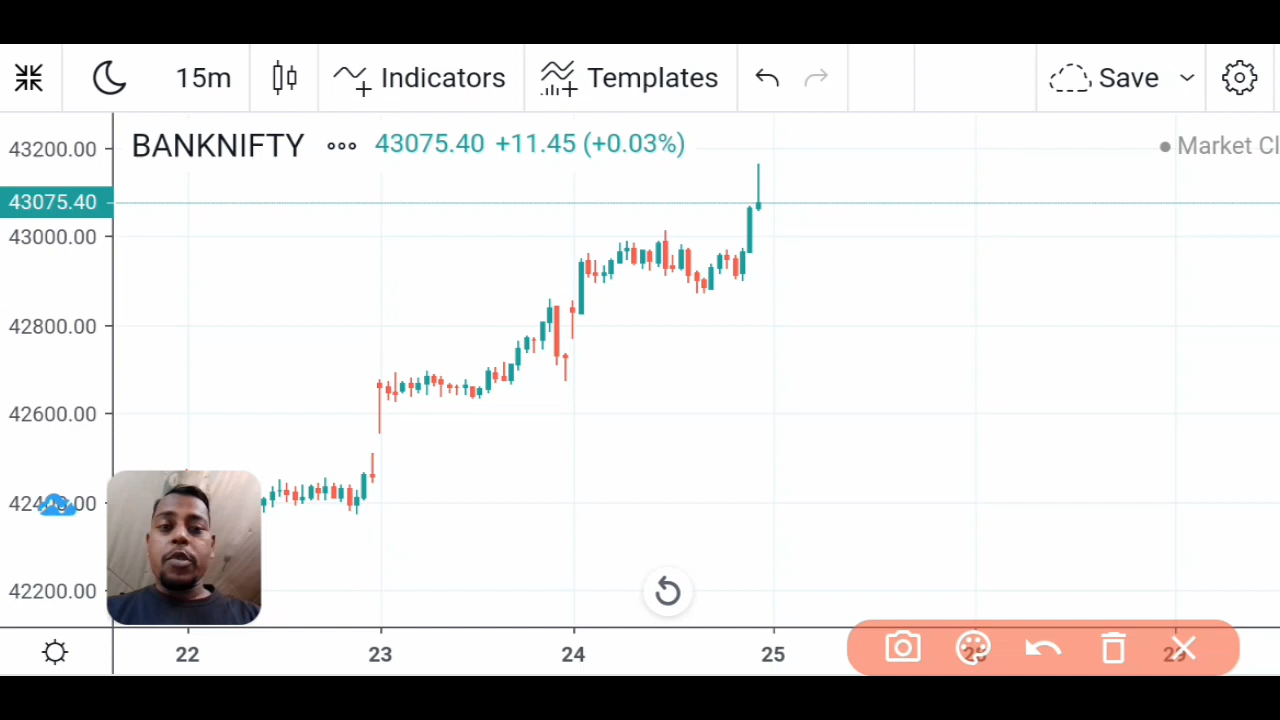 15m Indicators Templates Save
BANKNIFTY 43075.40 +11.45 (+0.03%)
Market Cl
43200.00
43075.40
43000.00
42800.00
42600.00
42200.00
22 23 24 25